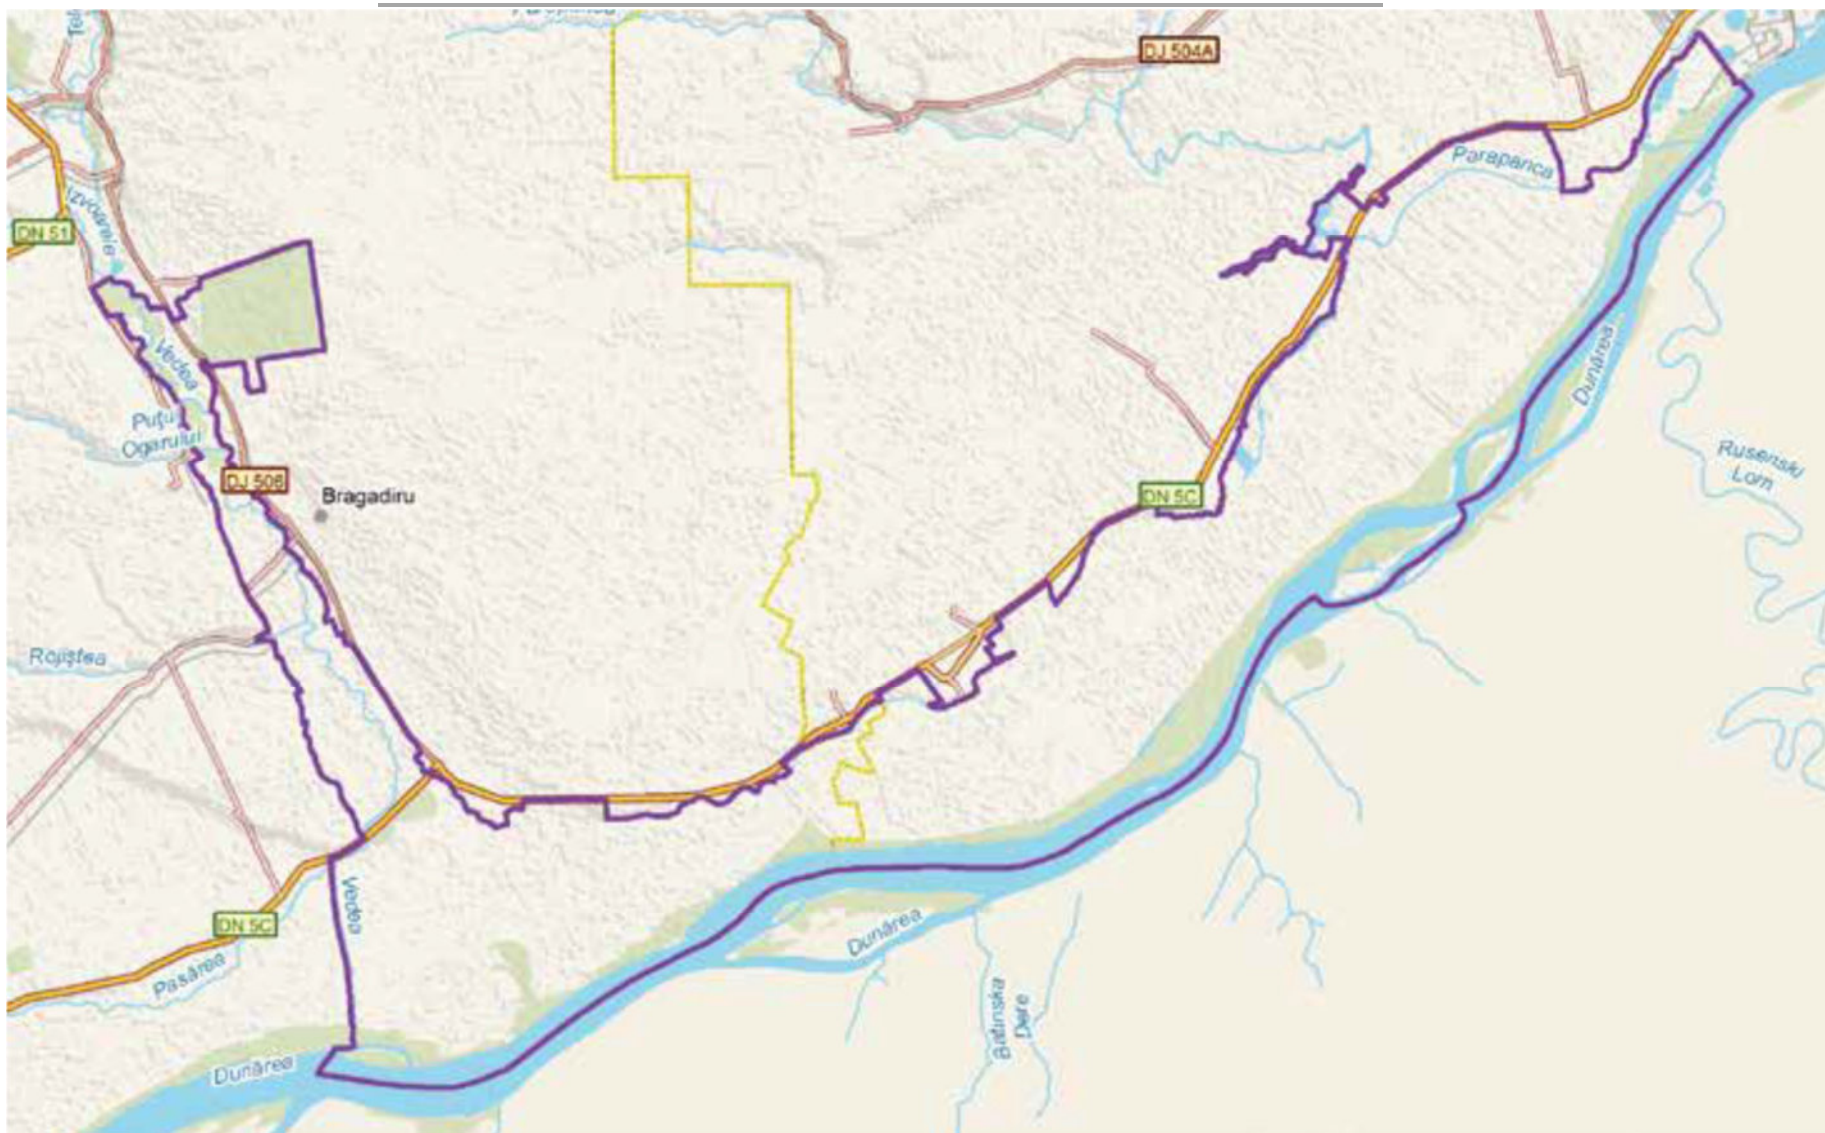 DJ 504A
Parapanca
DN 51
Izvoarele
Vedea
Puțu
Ogarului
DJ 506
Bragadiru
Dunărea
Rusenski
Lom
DN 5C
Rojiștea
Vedea
DN 5C
Pasărea
Dunărea
Batinska
Dere
Dunărea